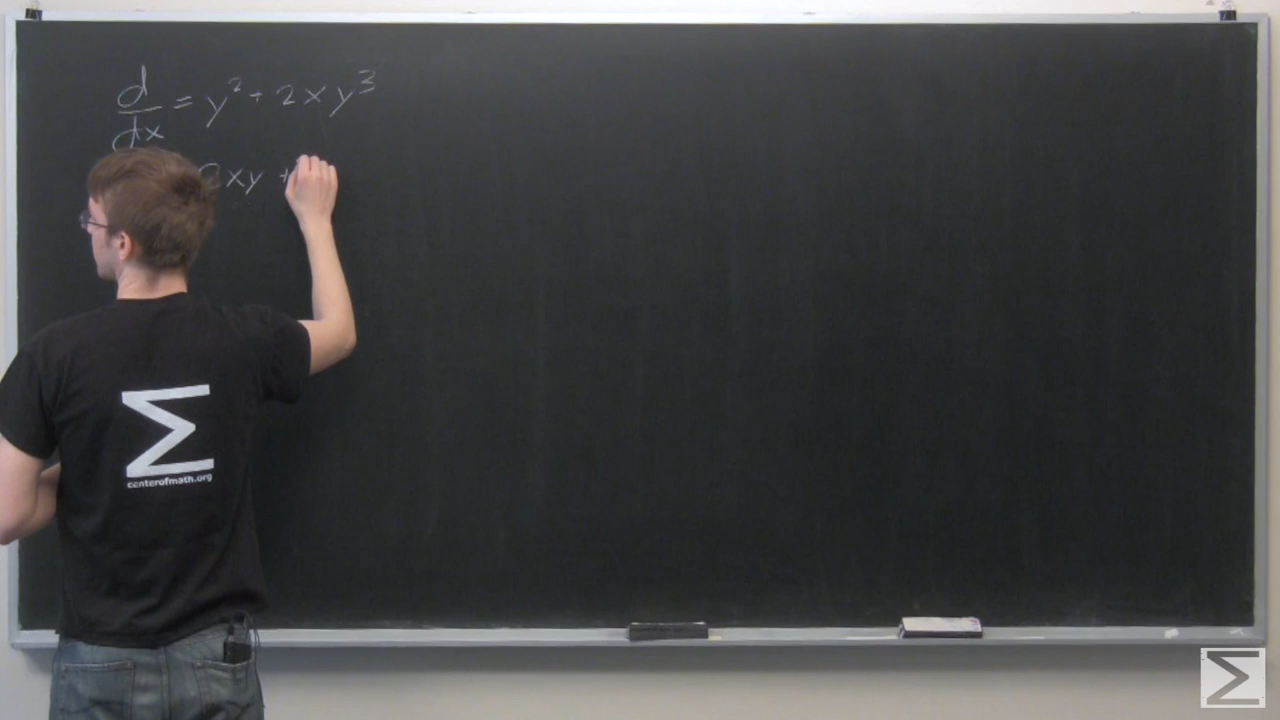 d/dx = y² + 2xy³
2xy +
Σ
centerofmath.org
Σ